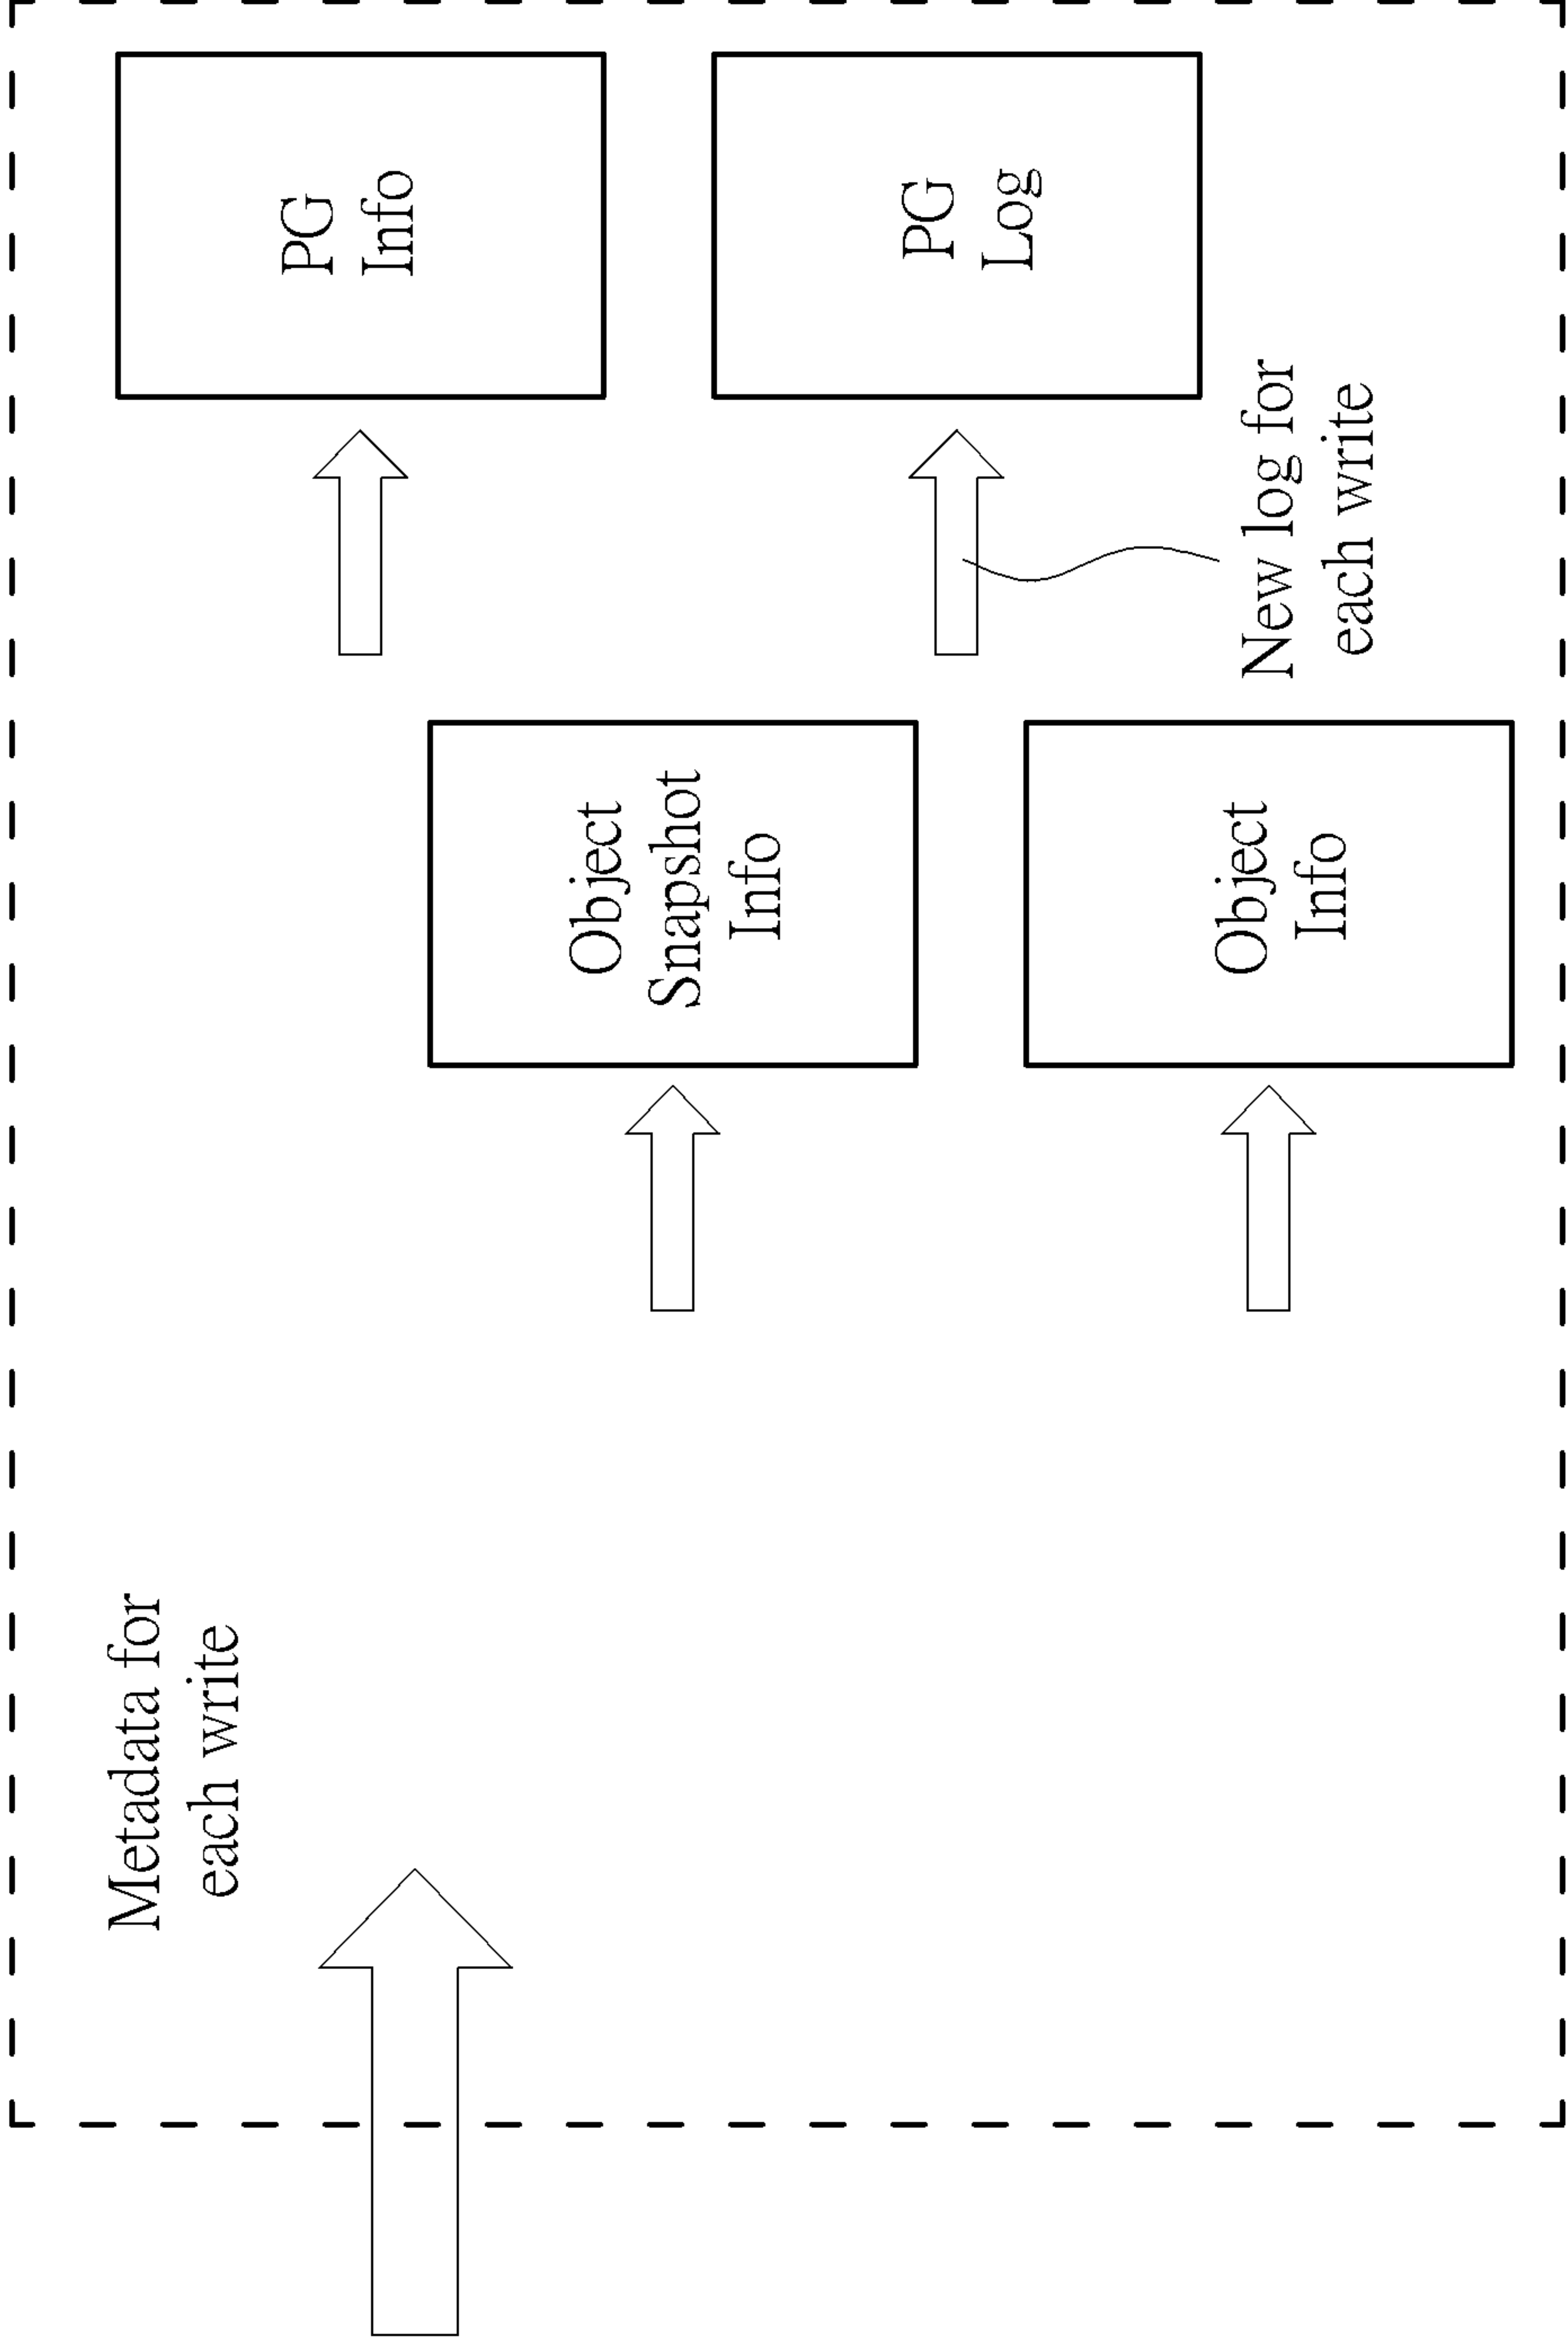 Metadata for
each write
Object
Snapshot
Info
Object
Info
PG
Info
PG
Log
New log for
each write